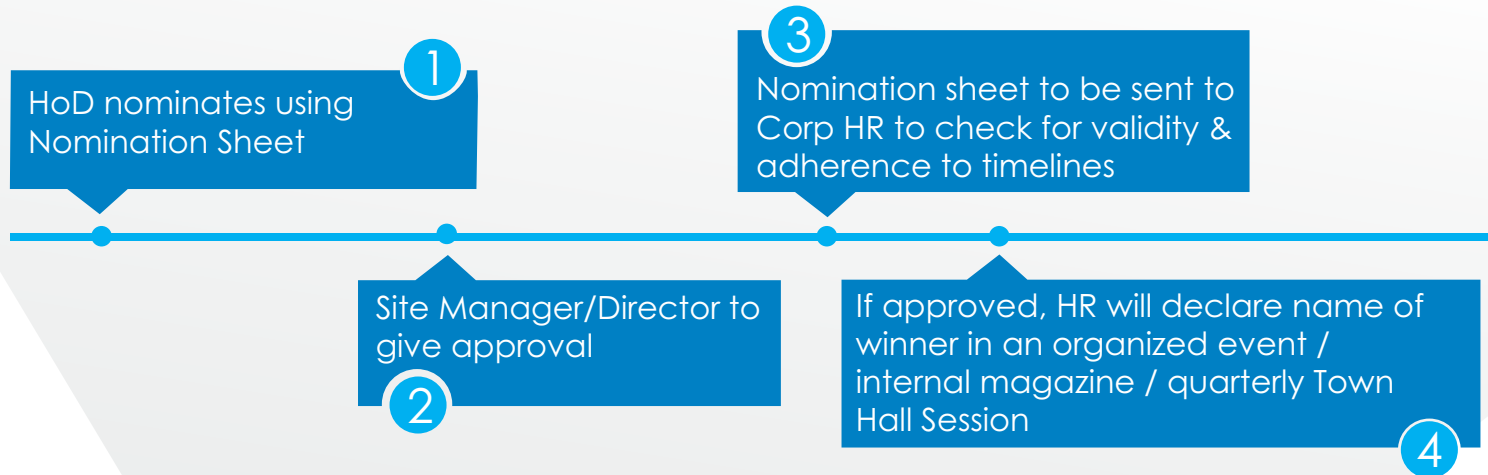 1
HoD nominates using
Nomination Sheet
2
Site Manager/Director to
give approval
3
Nomination sheet to be sent to
Corp HR to check for validity &
adherence to timelines
4
If approved, HR will declare name of
winner in an organized event /
internal magazine / quarterly Town
Hall Session